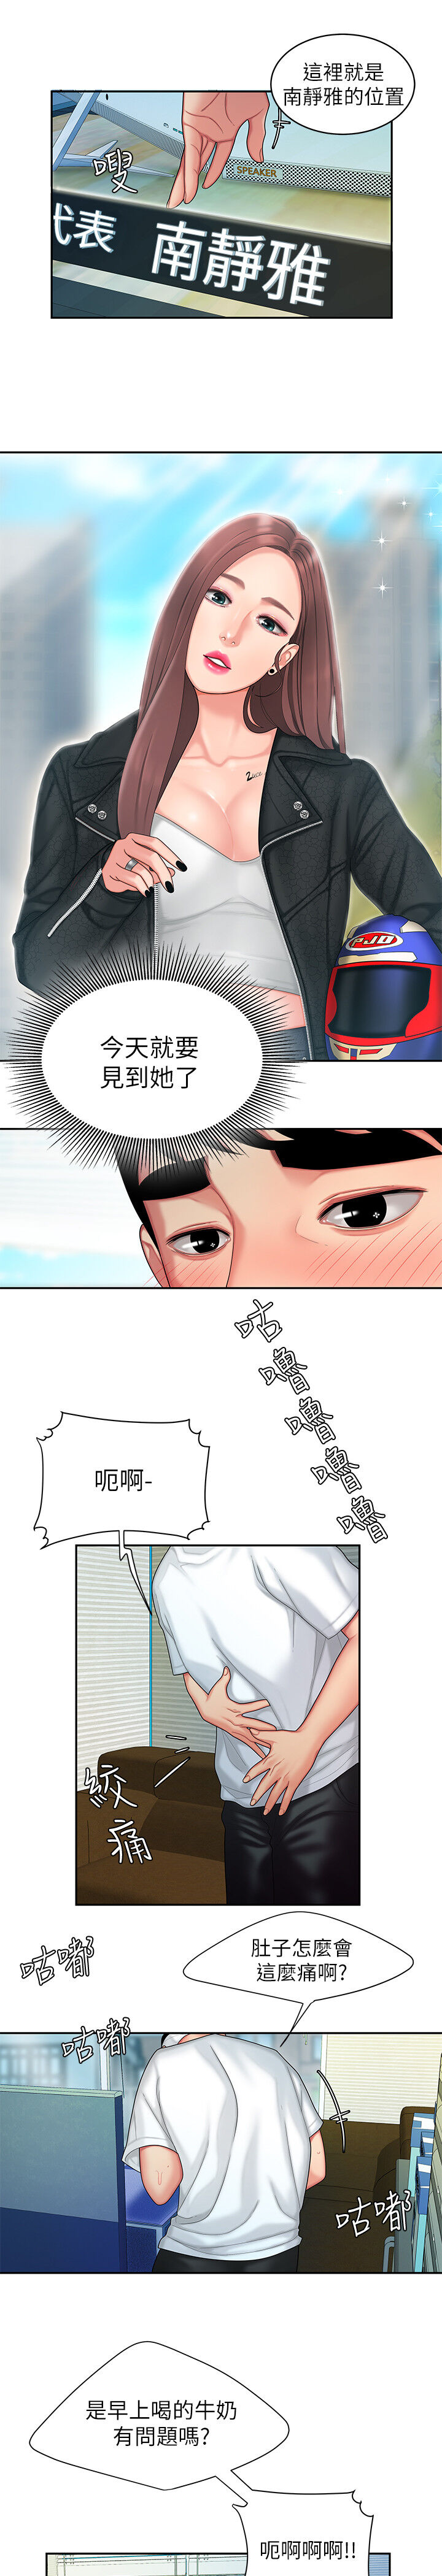 這裡就是
南靜雅的位置
嗖
SPEAKER
代表 南靜雅
2
PJD
今天就要
見到她了
咕
嚕
嚕
嚕
嚕
呃啊-
絞
痛
肚子怎麼會
這麼痛啊?
咕嘟
咕嘟
咕嘟
是早上喝的牛奶
有問題嗎?
呃啊啊啊!!